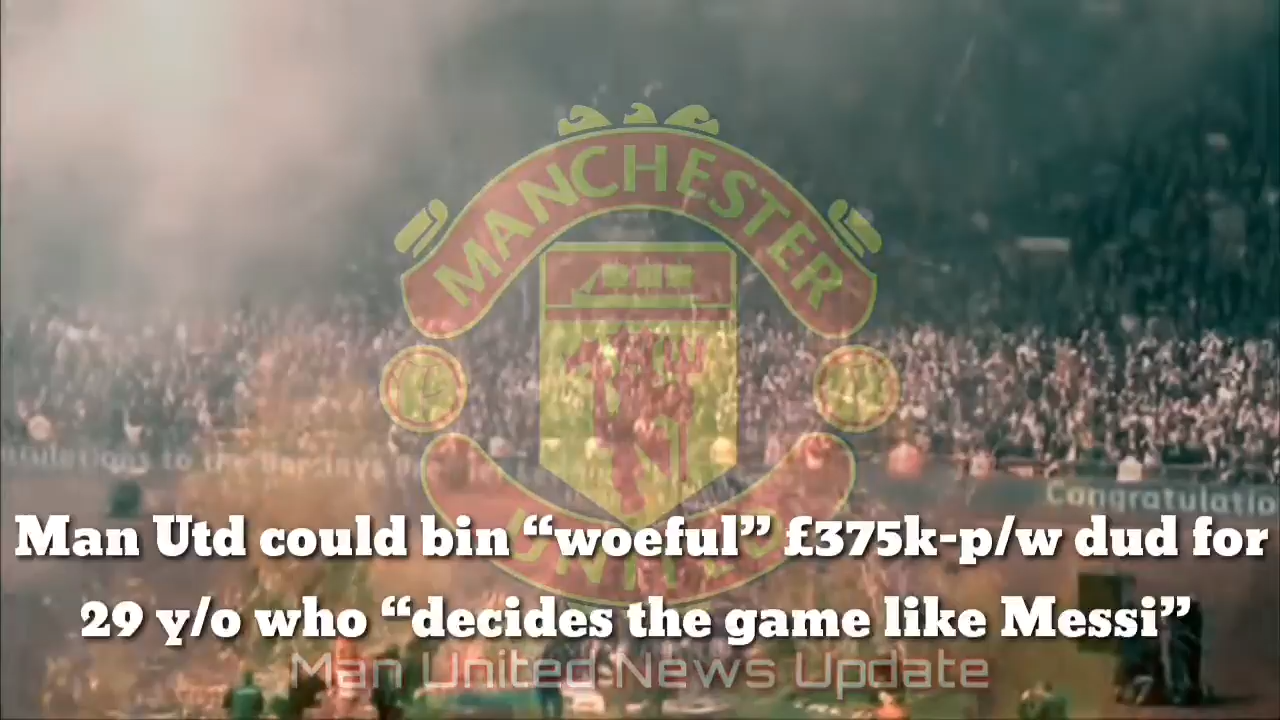 MANCHESTER
UNITED
Congratulatio
Man Utd could bin “woeful” £375k-p/w dud for
29 y/o who “decides the game like Messi”
Man United News Update